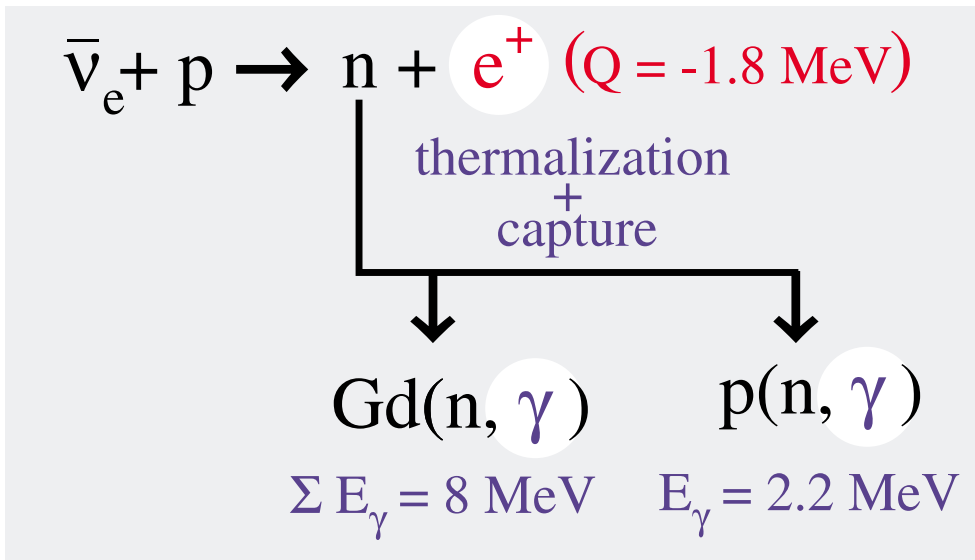 ν̅ₑ + p → n + e⁺ (Q = -1.8 MeV)
thermalization
+
capture
Gd(n, γ) p(n, γ)
Σ Eᵧ = 8 MeV Eᵧ = 2.2 MeV